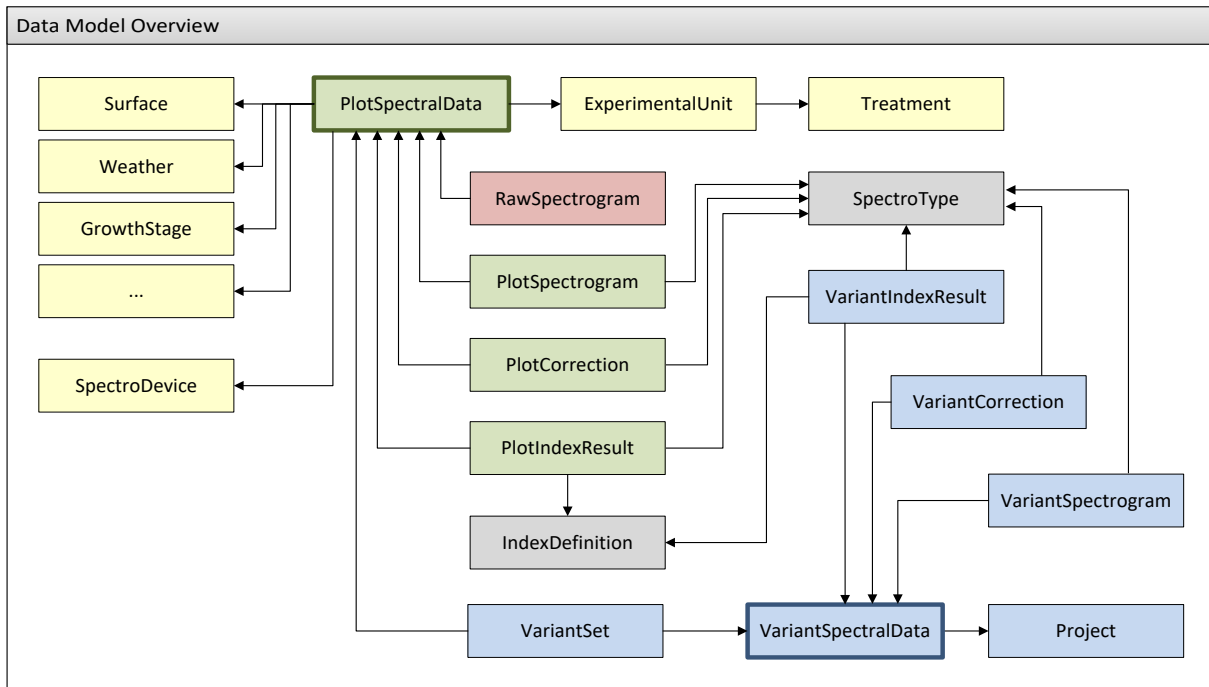 Data Model Overview
Surface
PlotSpectralData
ExperimentalUnit
Treatment
Weather
RawSpectrogram
SpectroType
GrowthStage
PlotSpectrogram
VariantIndexResult
...
PlotCorrection
SpectroDevice
VariantCorrection
PlotIndexResult
VariantSpectrogram
IndexDefinition
VariantSet
VariantSpectralData
Project